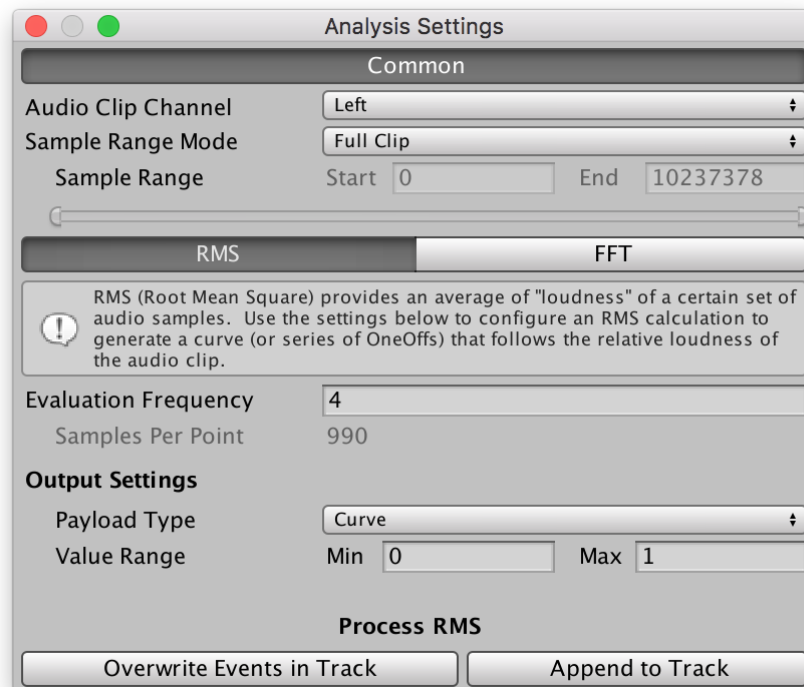 Analysis Settings
Common
Audio Clip Channel Left
Sample Range Mode Full Clip
Sample Range Start 0 End 10237378
RMS FFT
RMS (Root Mean Square) provides an average of "loudness" of a certain set of
audio samples.  Use the settings below to configure an RMS calculation to
generate a curve (or series of OneOffs) that follows the relative loudness of
the audio clip.
Evaluation Frequency 4
Samples Per Point 990
Output Settings
Payload Type Curve
Value Range Min 0 Max 1
Process RMS
Overwrite Events in Track Append to Track